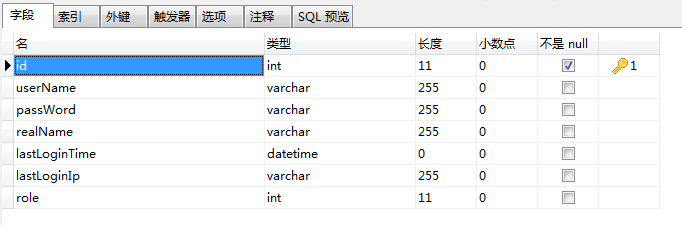 字段 索引 外键 触发器 选项 注释 SQL 预览
名 类型 长度 小数点 不是 null
id int 11 0 1
userName varchar 255 0
passWord varchar 255 0
realName varchar 255 0
lastLoginTime datetime 0 0
lastLoginIp varchar 255 0
role int 11 0